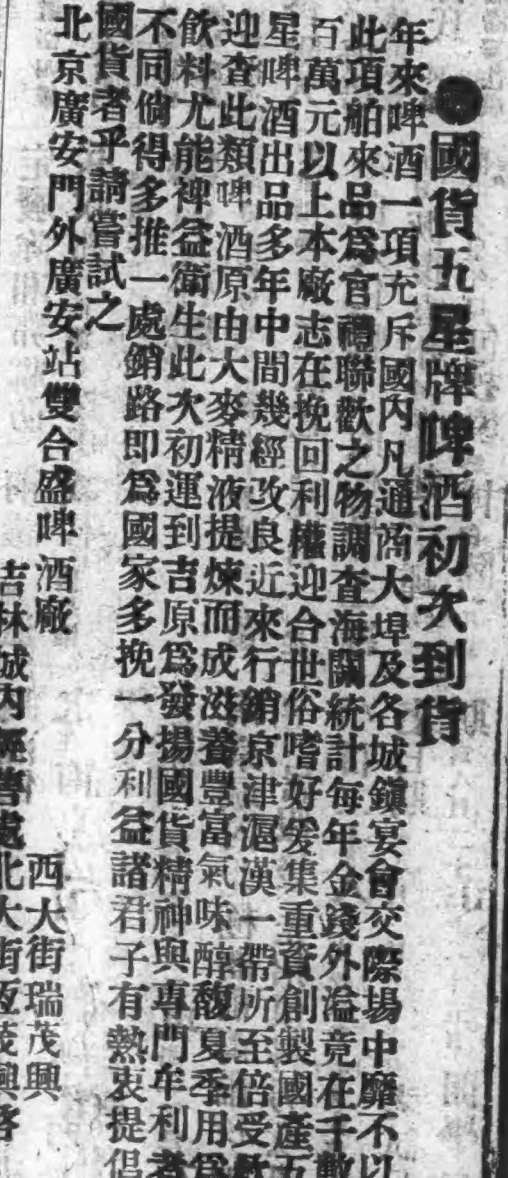 ●國貨五星牌啤酒初次到貨
年來啤酒一項充斥國內凡通商大埠及各城鎭宴會交際場中靡不以
此項舶來品爲官禮聯歡之物調查海關統計每年金錢外溢竟在千數
百萬元以上本廠志在挽回利權迎合世俗嗜好爰集重資創製國產五
星啤酒出品多年中間幾經改良近來行銷京津滬漢一帶所至倍受歡
迎查此類啤酒原由大麥精液提煉而成滋養豐富氣味醇馥夏季用爲
飲料尤能裨益衛生此次初運到吉原爲發揚國貨精神與專門牟利者
不同倘得多推一處銷路即爲國家多挽一分利益諸君子有熱衷提倡
國貨者乎請嘗試之
北京廣安門外廣安站雙合盛啤酒廠
西大街瑞茂興
吉林城內經售處北大街恆茂興啓